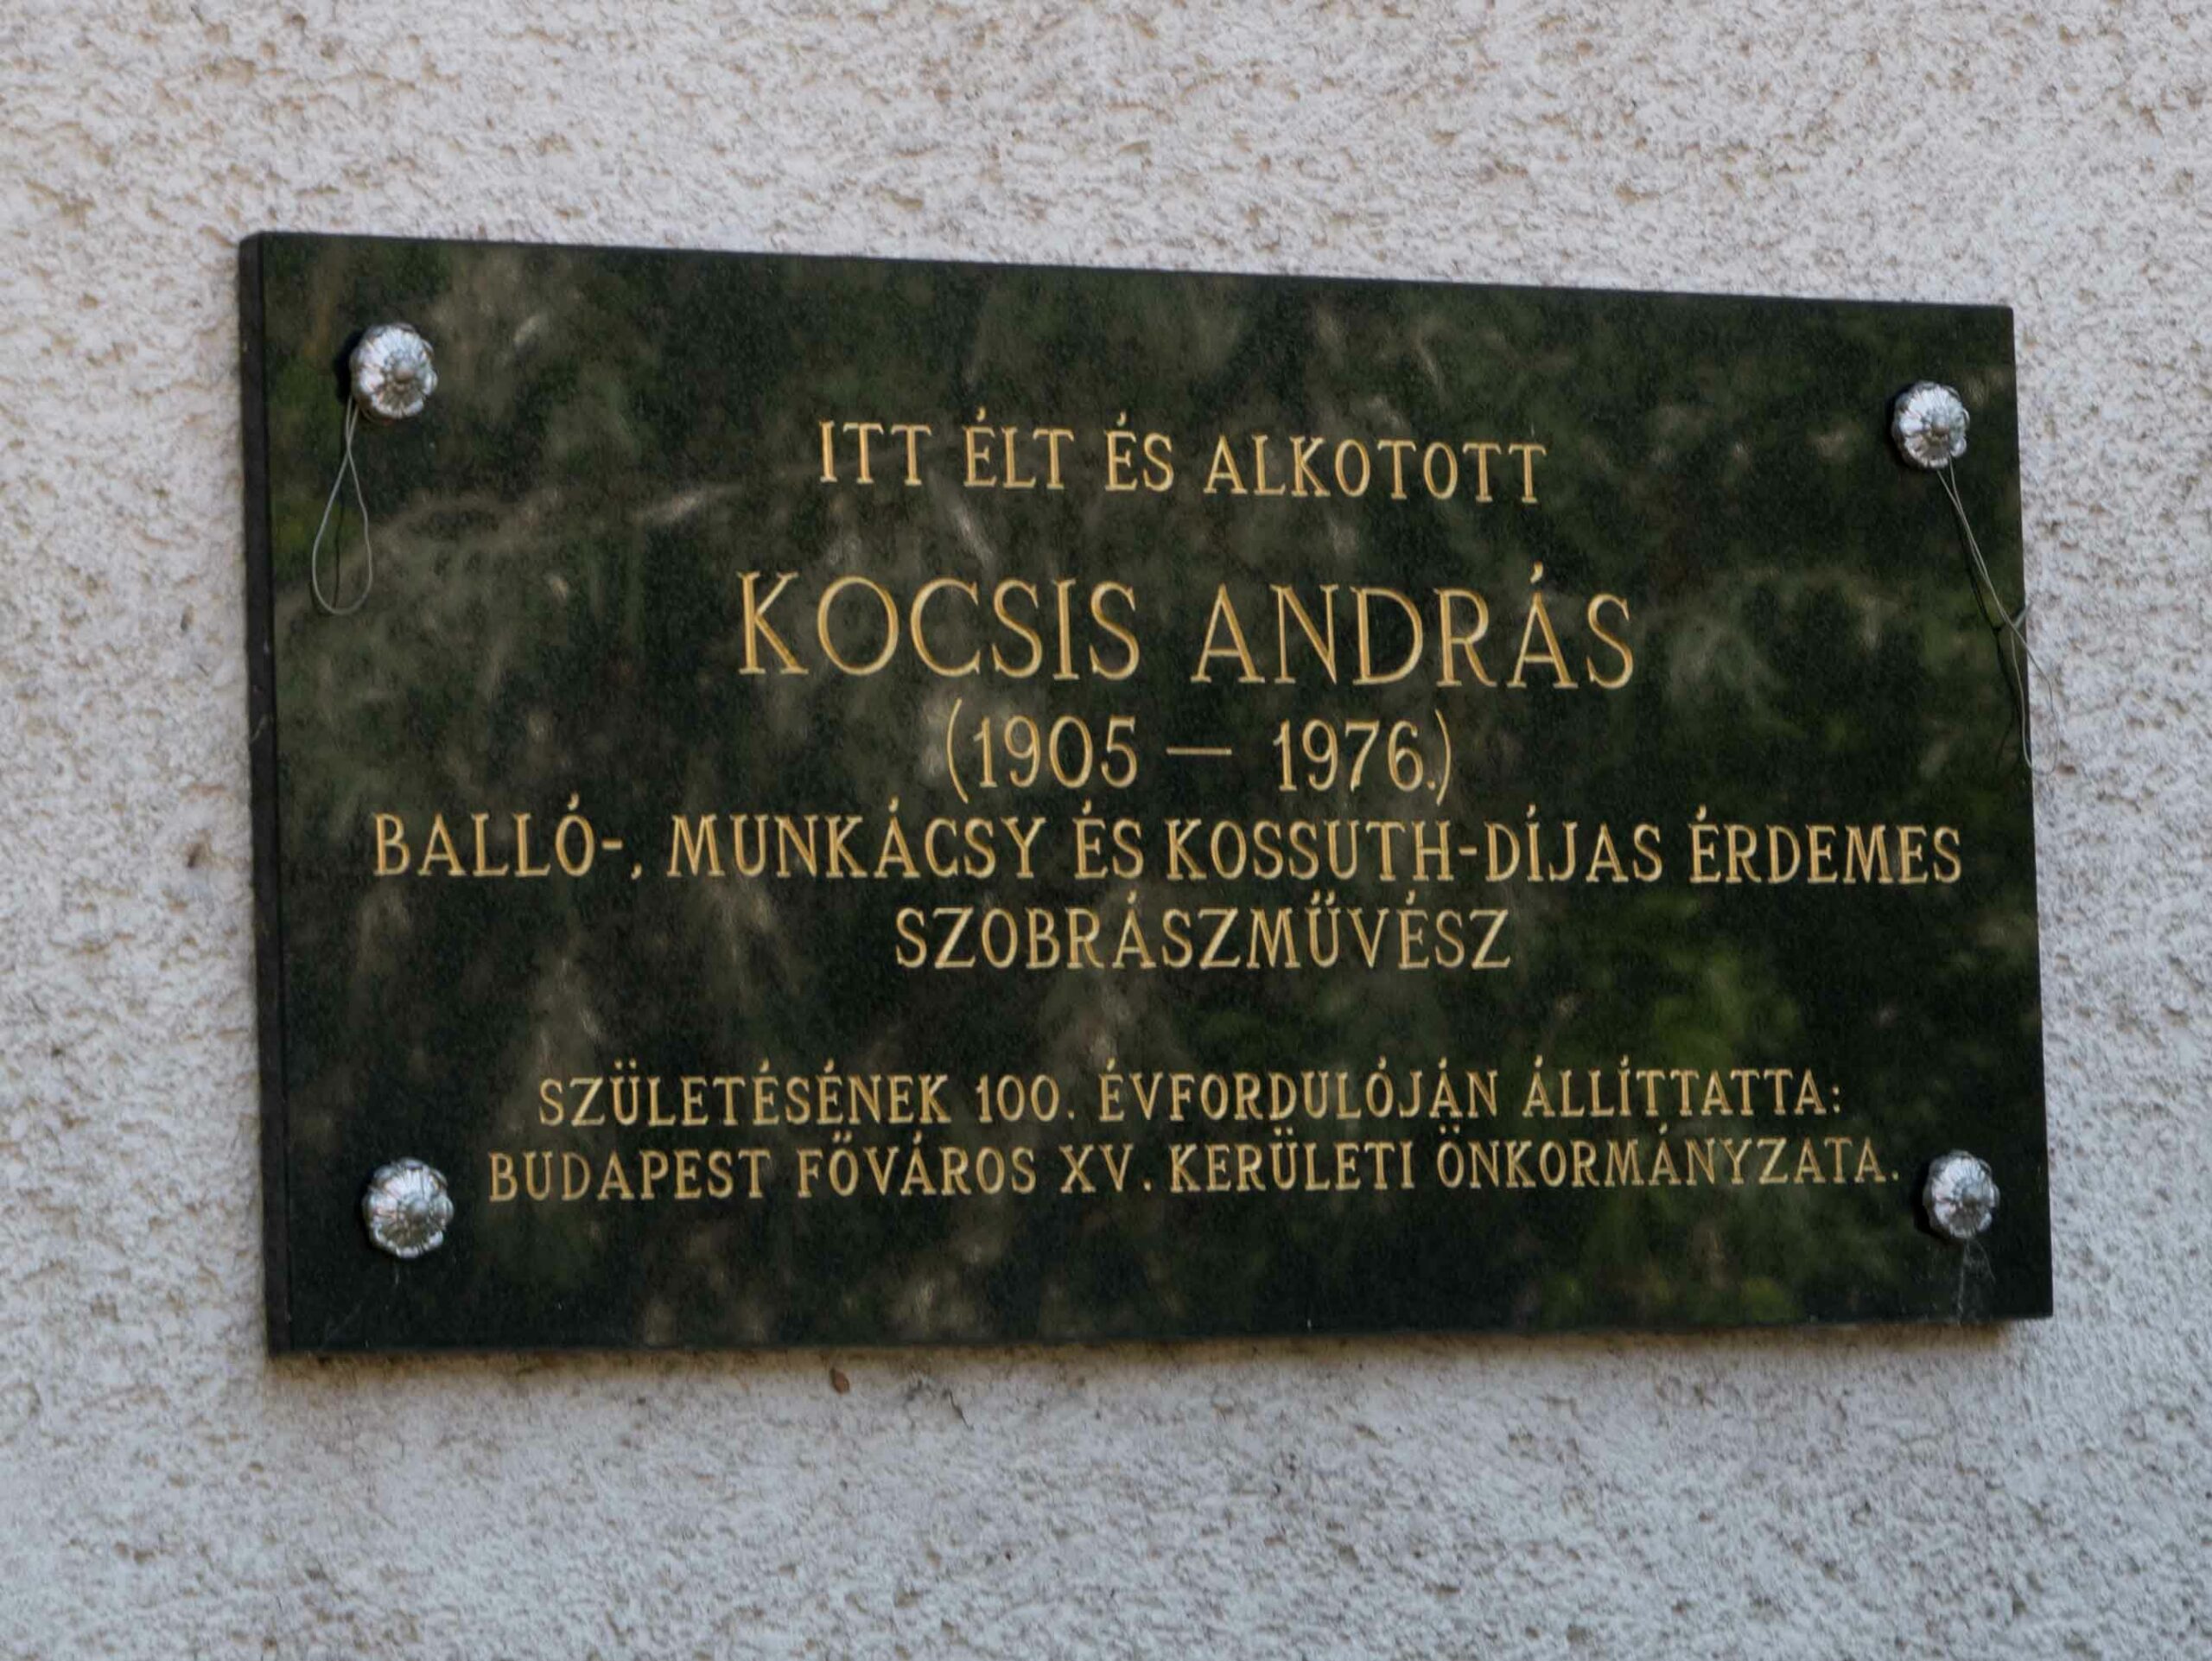 ITT ÉLT ÉS ALKOTOTT
KOCSIS ANDRÁS
(1905 — 1976.)
BALLÓ-, MUNKÁCSY ÉS KOSSUTH-DÍJAS ÉRDEMES
SZOBRÁSZMŰVÉSZ
SZÜLETÉSÉNEK 100. ÉVFORDULÓJÁN ÁLLÍTTATTA:
BUDAPEST FŐVÁROS XV. KERÜLETI ÖNKORMÁNYZATA.